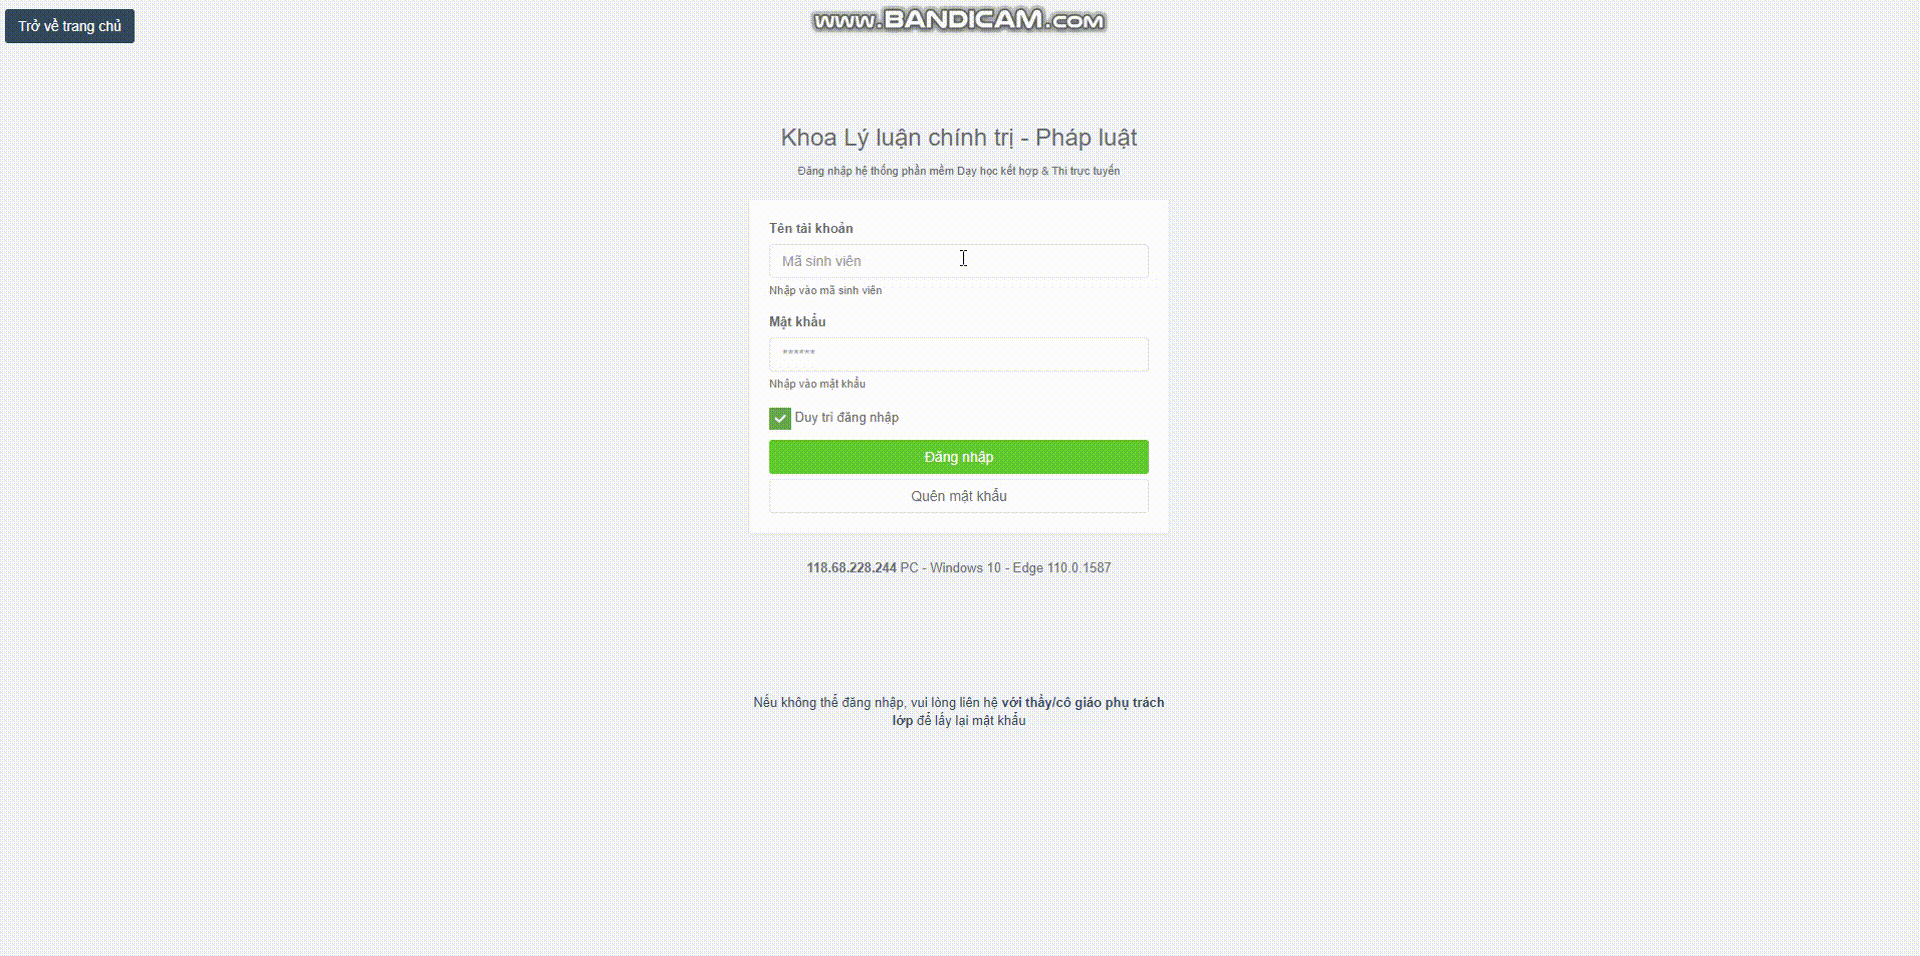 Trở về trang chủ
www.BANDICAM.com
Khoa Lý luận chính trị - Pháp luật
Đăng nhập hệ thống phần mềm Dạy học kết hợp & Thi trực tuyến
Tên tài khoản
Mã sinh viên
Nhập vào mã sinh viên
Mật khẩu
******
Nhập vào mật khẩu
Duy trì đăng nhập
Đăng nhập
Quên mật khẩu
118.68.228.244 PC - Windows 10 - Edge 110.0.1587
Nếu không thể đăng nhập, vui lòng liên hệ với thầy/cô giáo phụ trách
lớp để lấy lại mật khẩu